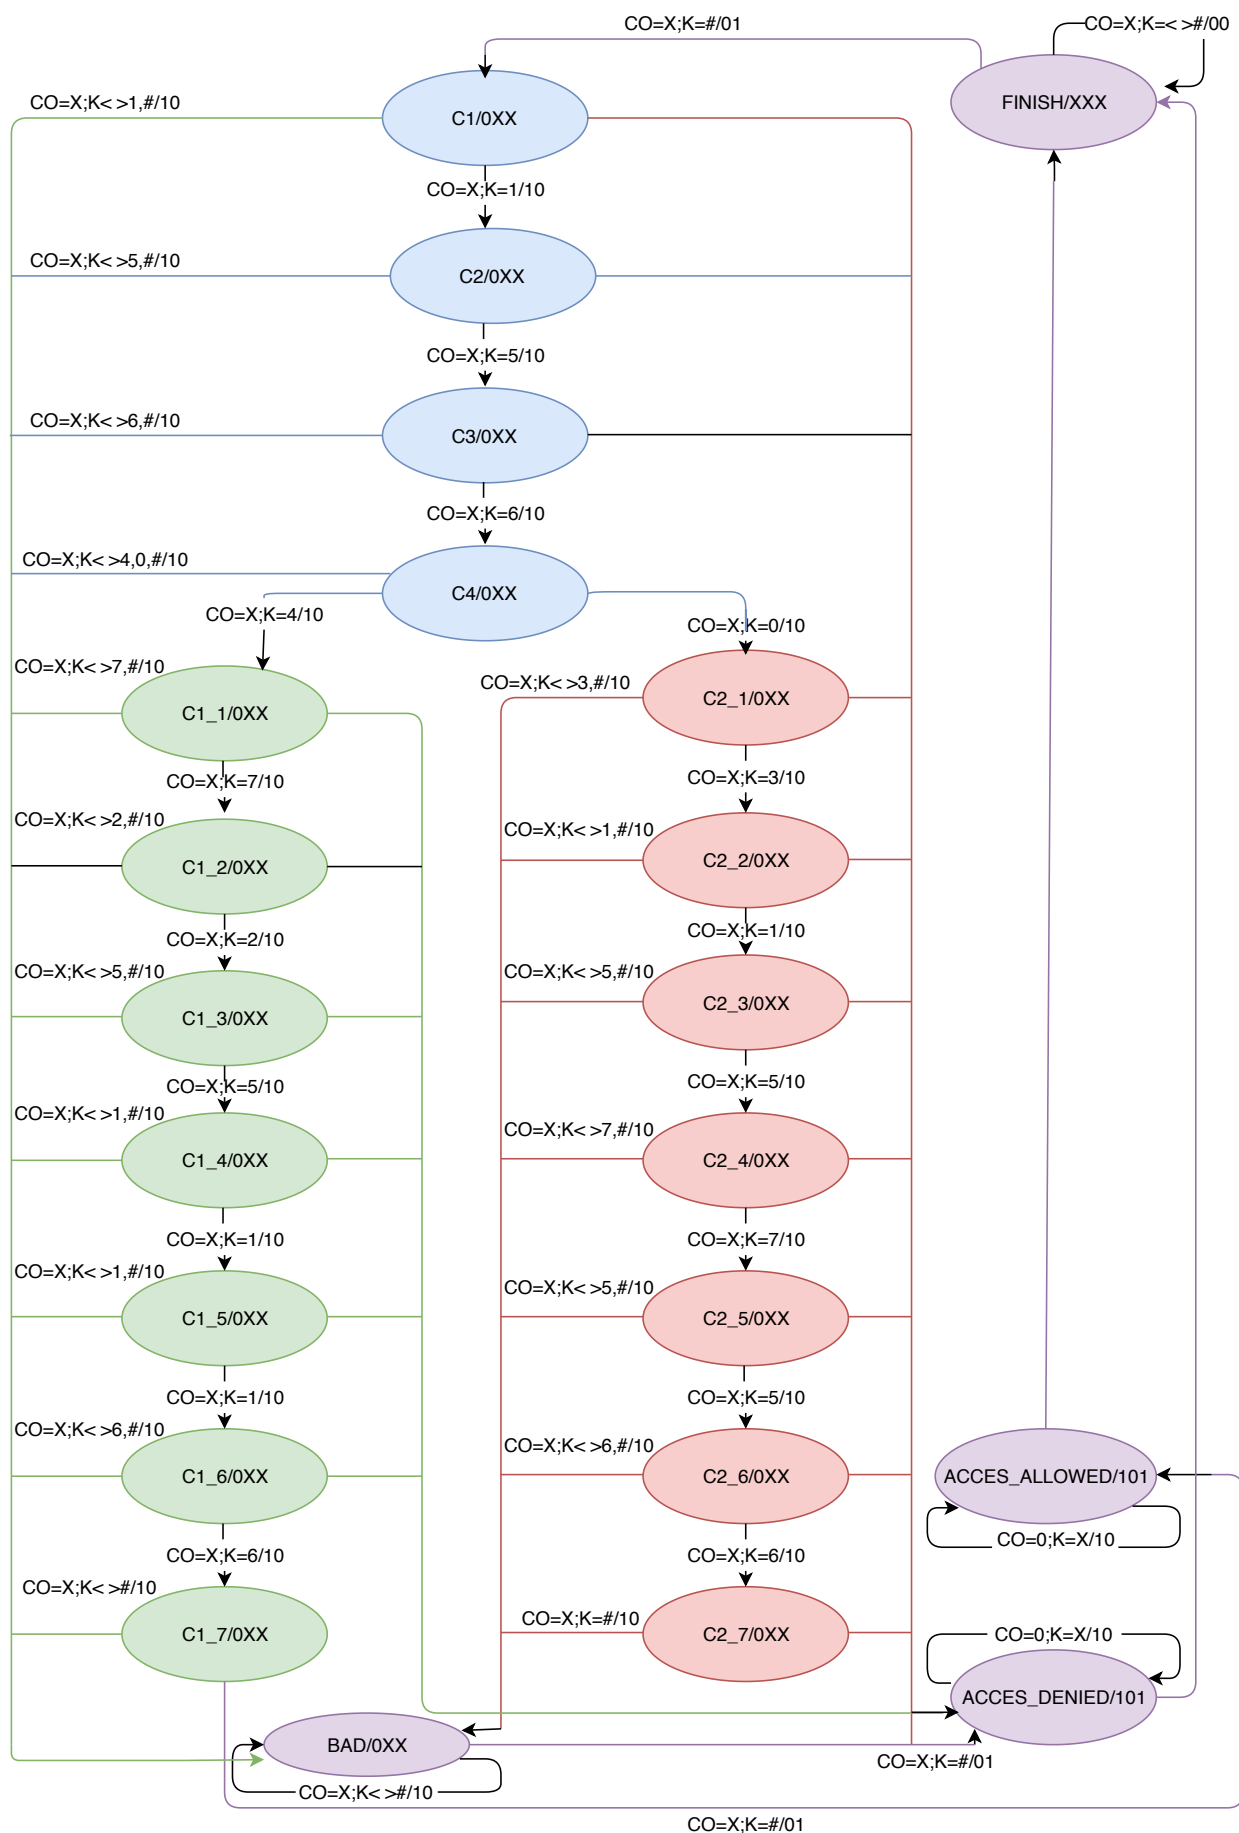 CO=X;K=#/01
CO=X;K=< >#/00
FINISH/XXX
CO=X;K< >1,#/10
C1/0XX
CO=X;K=1/10
CO=X;K< >5,#/10
C2/0XX
CO=X;K=5/10
CO=X;K< >6,#/10
C3/0XX
CO=X;K=6/10
CO=X;K< >4,0,#/10
C4/0XX
CO=X;K=4/10
CO=X;K=0/10
CO=X;K< >7,#/10
CO=X;K< >3,#/10
C1_1/0XX
C2_1/0XX
CO=X;K=7/10
CO=X;K=3/10
CO=X;K< >2,#/10
CO=X;K< >1,#/10
C1_2/0XX
C2_2/0XX
CO=X;K=2/10
CO=X;K=1/10
CO=X;K< >5,#/10
CO=X;K< >5,#/10
C1_3/0XX
C2_3/0XX
CO=X;K=5/10
CO=X;K=5/10
CO=X;K< >1,#/10
CO=X;K< >7,#/10
C1_4/0XX
C2_4/0XX
CO=X;K=1/10
CO=X;K=7/10
CO=X;K< >1,#/10
CO=X;K< >5,#/10
C1_5/0XX
C2_5/0XX
CO=X;K=1/10
CO=X;K=5/10
CO=X;K< >6,#/10
CO=X;K< >6,#/10
C1_6/0XX
C2_6/0XX
ACCES_ALLOWED/101
CO=0;K=X/10
CO=X;K=6/10
CO=X;K=6/10
CO=X;K< >#/10
CO=X;K=#/10
C1_7/0XX
C2_7/0XX
CO=0;K=X/10
ACCES_DENIED/101
BAD/0XX
CO=X;K=#/01
CO=X;K< >#/10
CO=X;K=#/01